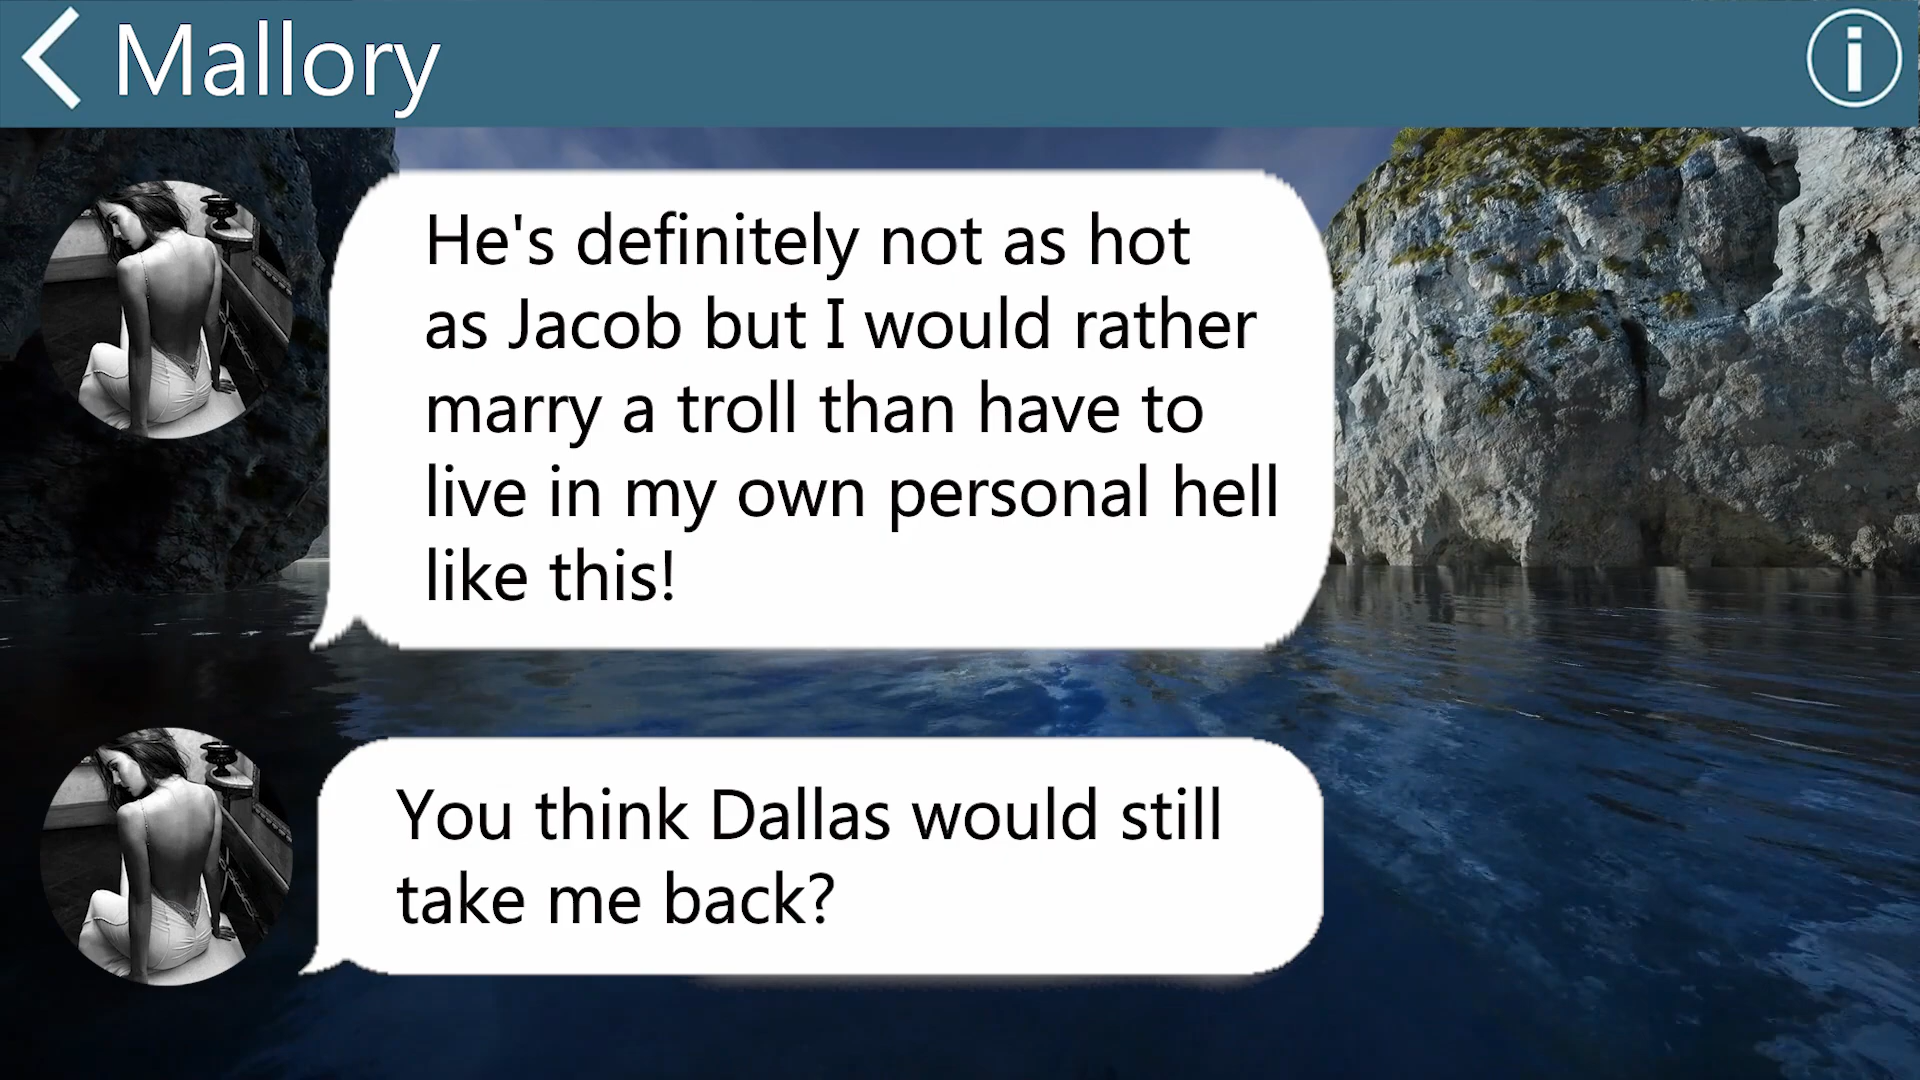 Mallory
He's definitely not as hot
as Jacob but I would rather
marry a troll than have to
live in my own personal hell
like this!
You think Dallas would still
take me back?